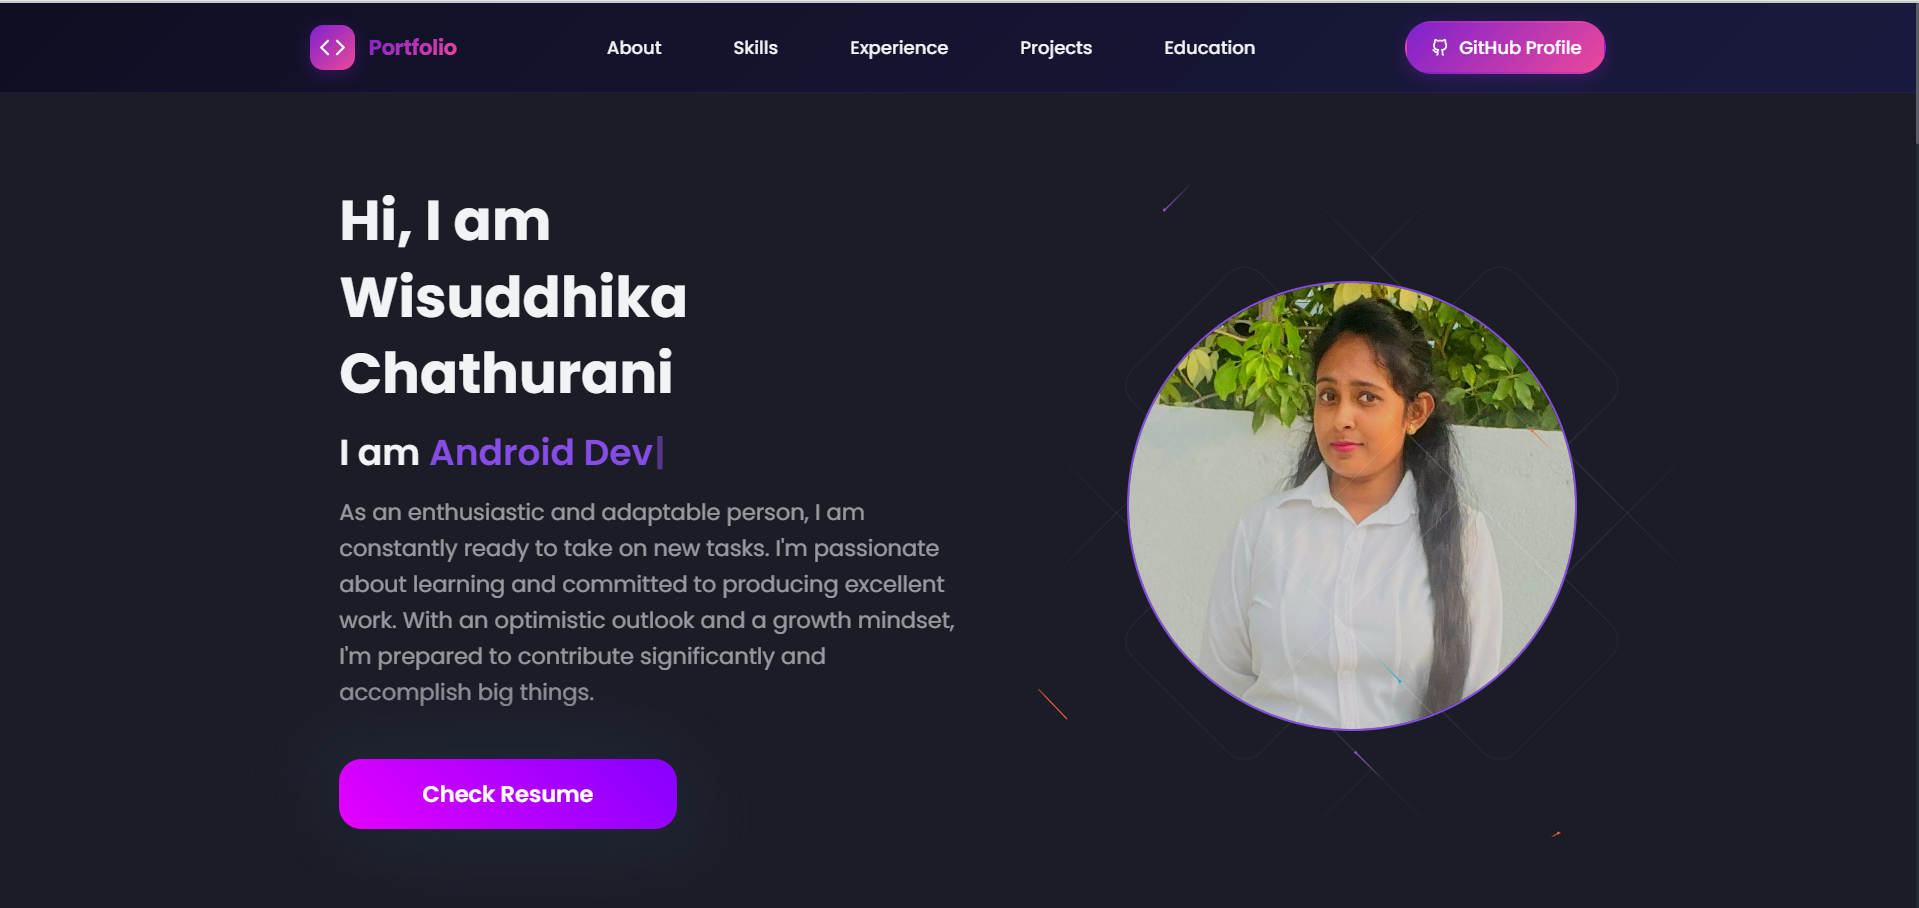 Portfolio
About
Skills
Experience
Projects
Education
GitHub Profile
Hi, I am
Wisuddhika
Chathurani
I am Android Dev|
As an enthusiastic and adaptable person, I am
constantly ready to take on new tasks. I'm passionate
about learning and committed to producing excellent
work. With an optimistic outlook and a growth mindset,
I'm prepared to contribute significantly and
accomplish big things.
Check Resume